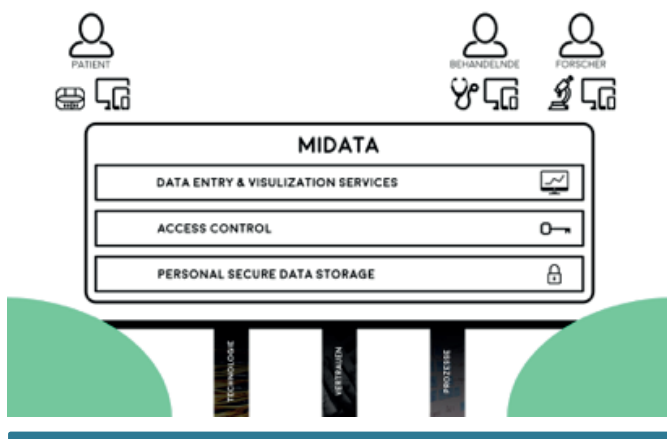 PATIENT
BEHANDELNDE
FORSCHER
MIDATA
DATA ENTRY & VISULIZATION SERVICES
ACCESS CONTROL
PERSONAL SECURE DATA STORAGE
TECHNOLOGIE
VERTRAUEN
PROZESSE